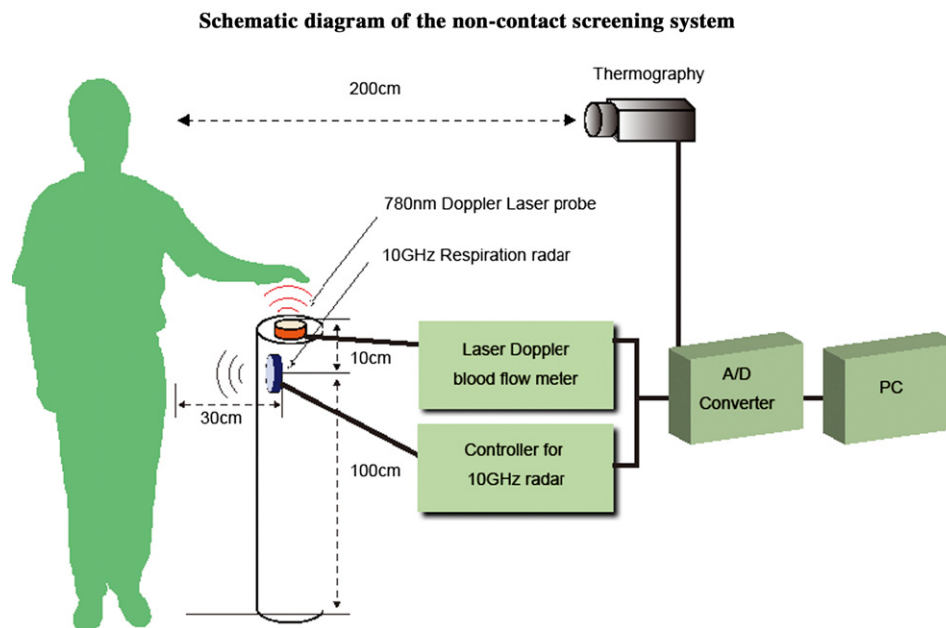 Schematic diagram of the non-contact screening system
Thermography
200cm
780nm Doppler Laser probe
10GHz Respiration radar
10cm
Laser Doppler
blood flow meter
A/D
Converter
PC
30cm
100cm
Controller for
10GHz radar